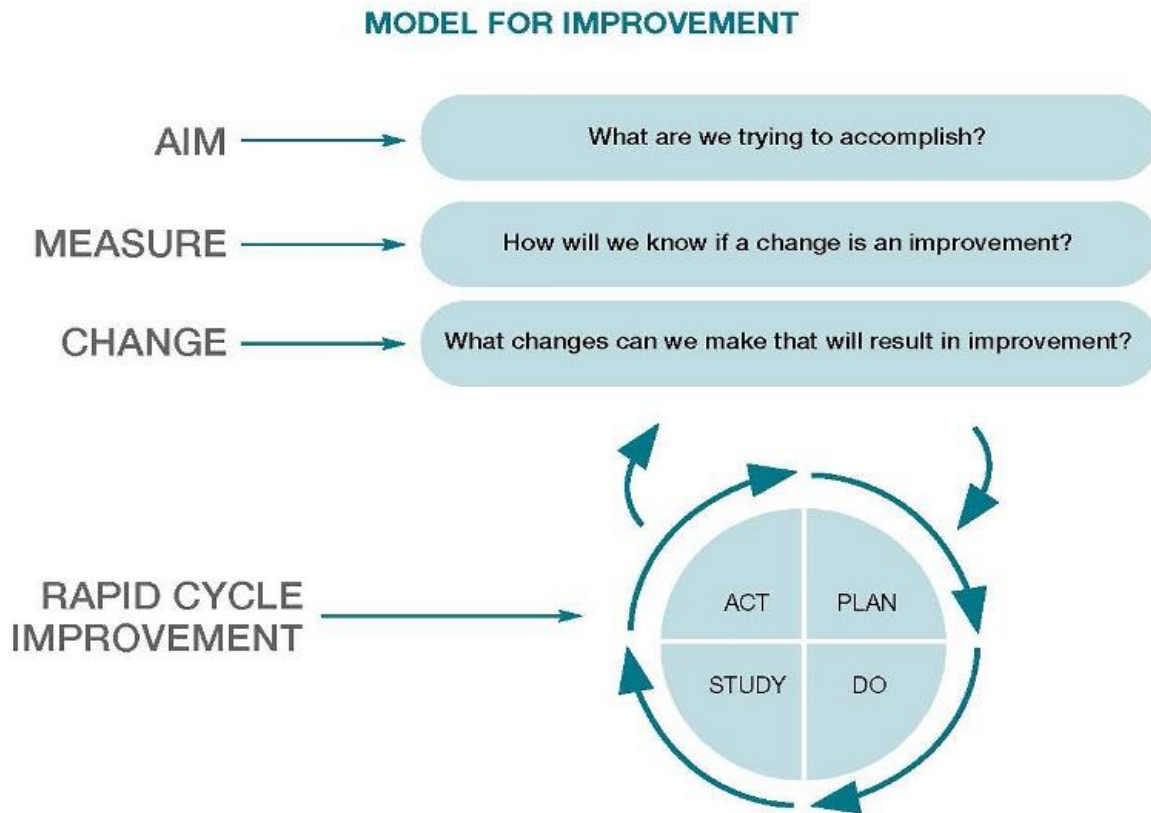 MODEL FOR IMPROVEMENT
AIM
What are we trying to accomplish?
MEASURE
How will we know if a change is an improvement?
CHANGE
What changes can we make that will result in improvement?
RAPID CYCLE
IMPROVEMENT
ACT
PLAN
STUDY
DO